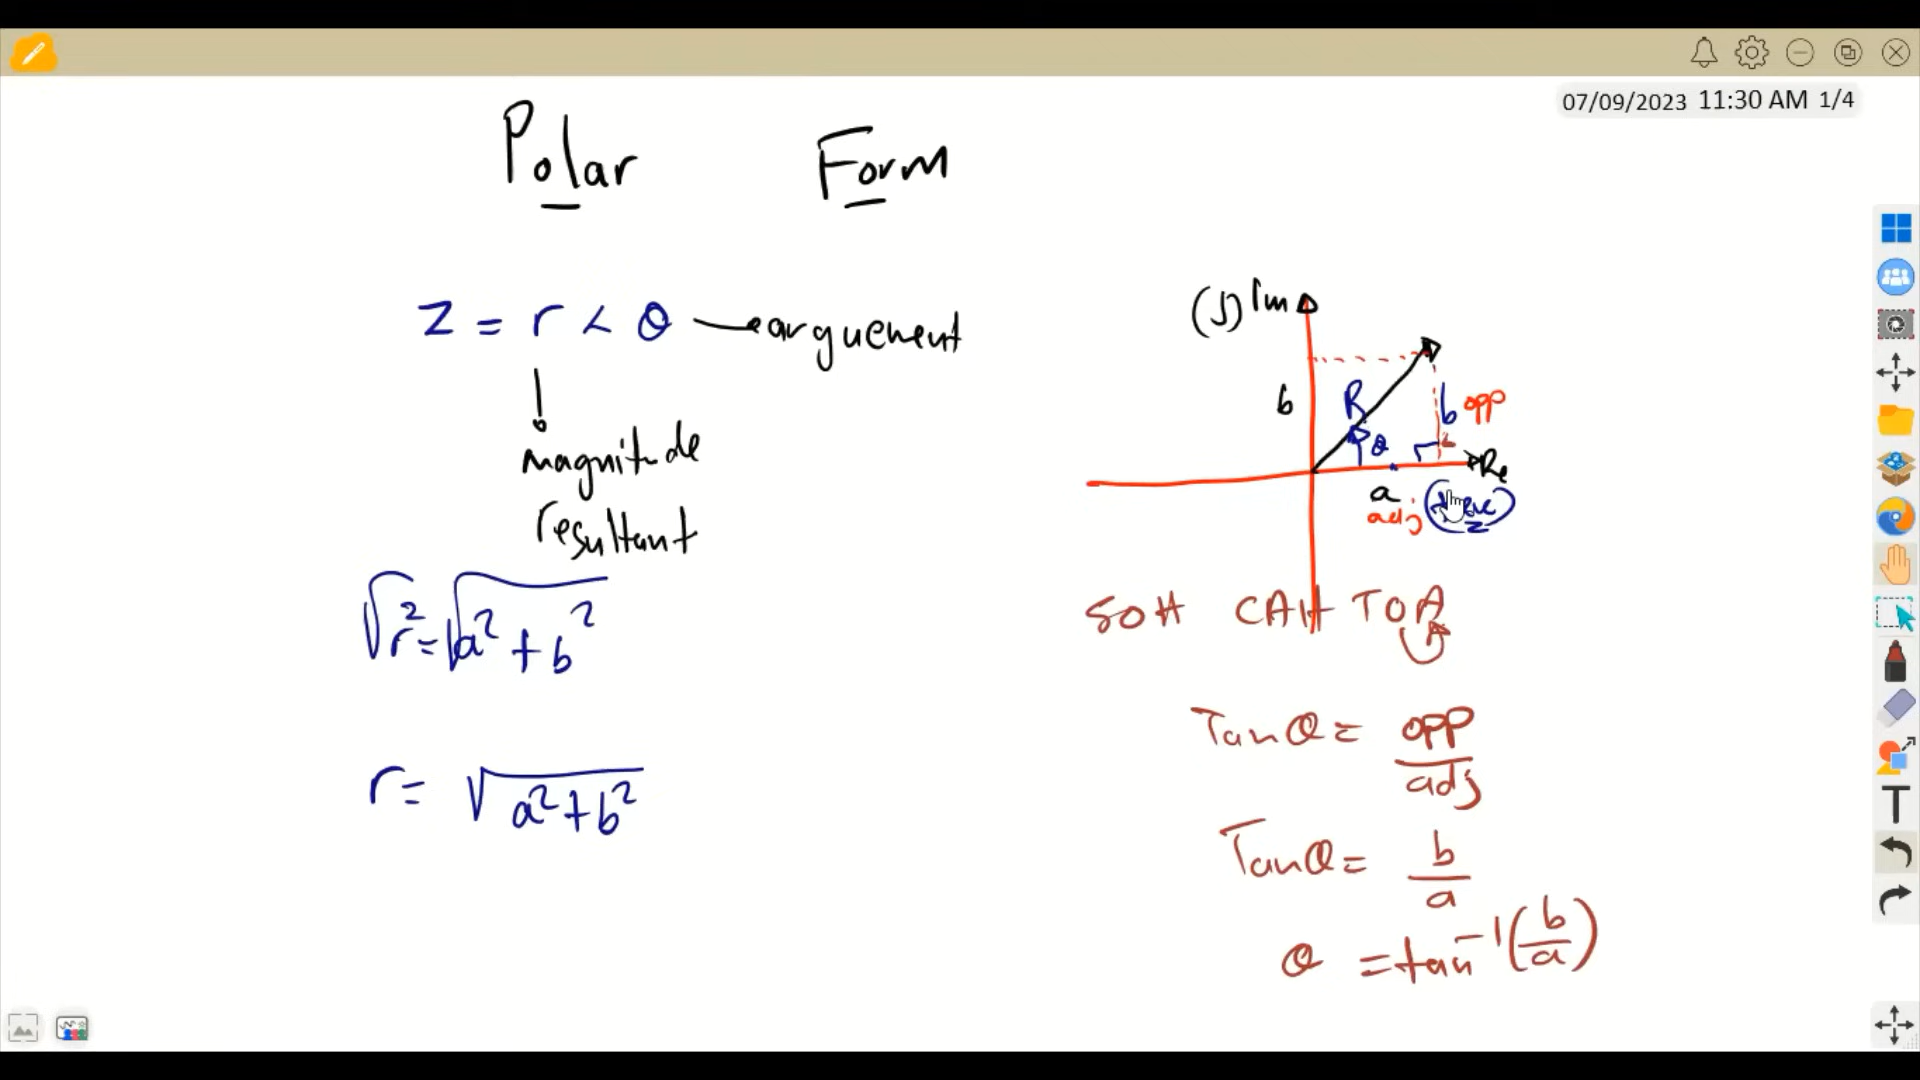 07/09/2023 11:30 AM 1/4
Polar Form
z = r < θ arguement
magnitude
resultant
√r² = √a² + b²
r = √a² + b²
(J) Im
b
R
θ
b opp
Re
a
adj
SOH CAH TOA
Tanθ = opp/adj
Tanθ = b/a
θ = tan⁻¹(b/a)
T